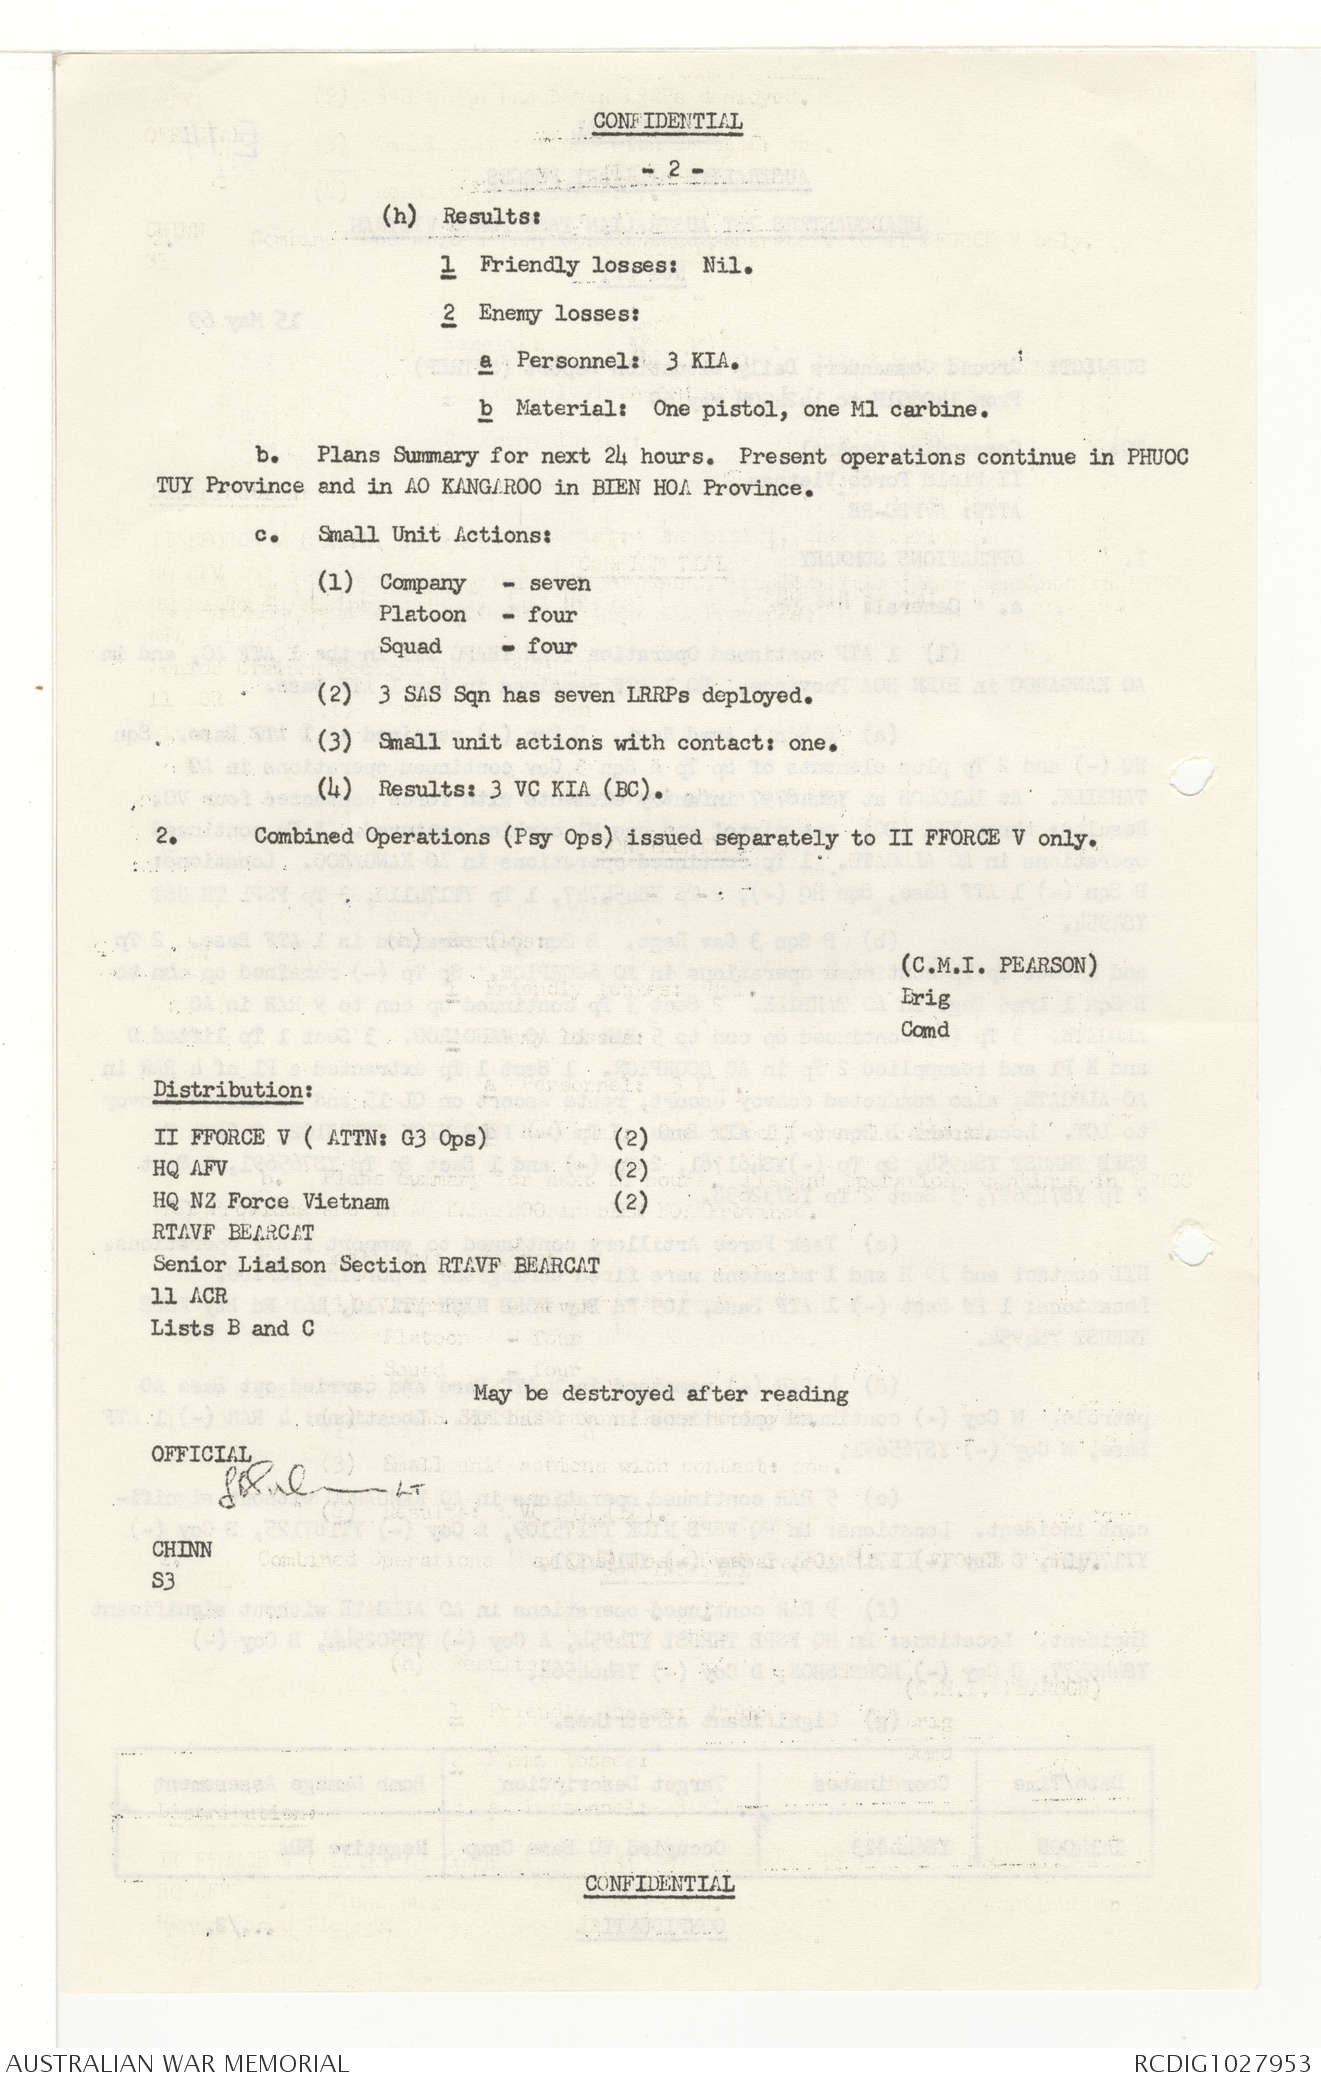 CONFIDENTIAL
- 2 -
(h) Results:
1 Friendly losses: Nil.
2 Enemy losses:
a Personnel: 3 KIA.
b Material: One pistol, one M1 carbine.
b. Plans Summary for next 24 hours. Present operations continue in PHUOC
TUY Province and in AO KANGAROO in BIEN HOA Province.
c. Small Unit Actions:
(1) Company - seven
Platoon - four
Squad - four
(2) 3 SAS Sqn has seven LRRPs deployed.
(3) Small unit actions with contact: one.
(4) Results: 3 VC KIA (BC).
2. Combined Operations (Psy Ops) issued separately to II FFORCE V only.
(C.M.I. PEARSON)
Brig
Comd
Distribution:
II FFORCE V ( ATTN: G3 Ops) (2)
HQ AFV (2)
HQ NZ Force Vietnam (2)
RTAVF BEARCAT
Senior Liaison Section RTAVF BEARCAT
11 ACR
Lists B and C
May be destroyed after reading
OFFICIAL
LT
CHINN
S3
CONFIDENTIAL
AUSTRALIAN WAR MEMORIAL
RCDIG1027953